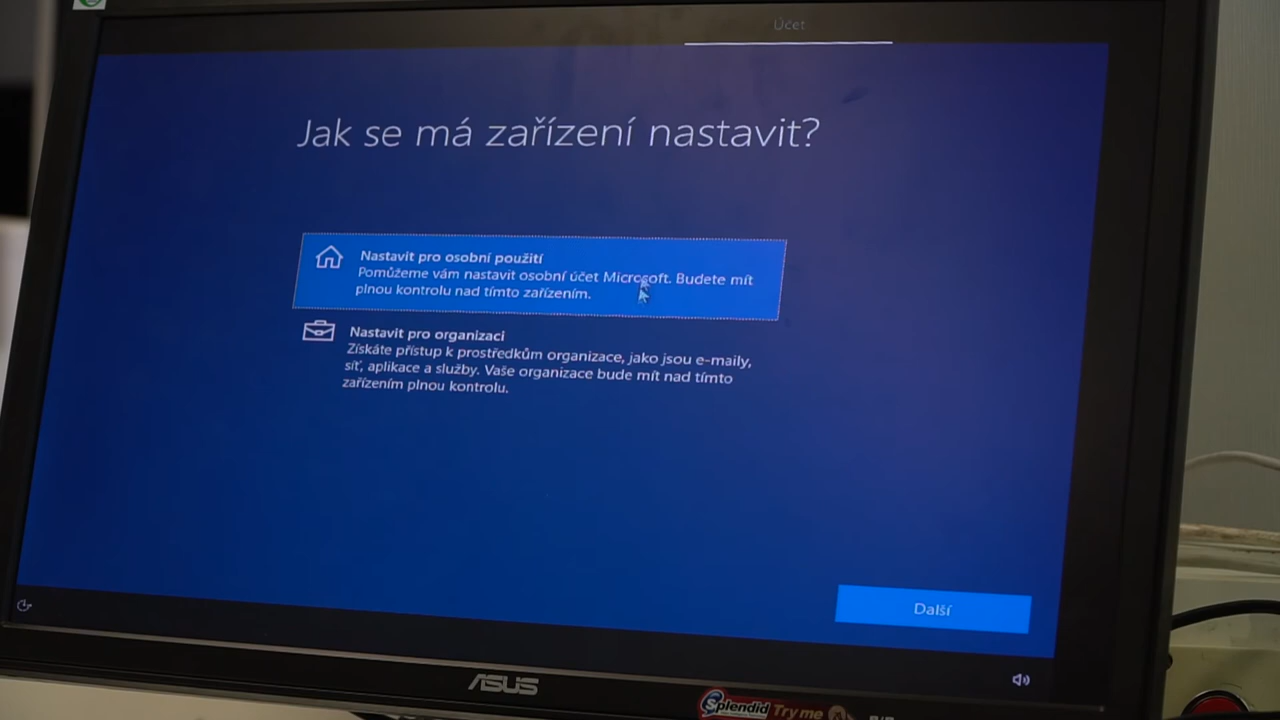 Účet
Jak se má zařízení nastavit?
Nastavit pro osobní použití
Pomůžeme vám nastavit osobní účet Microsoft. Budete mít
plnou kontrolu nad tímto zařízením.
Nastavit pro organizaci
Získáte přístup k prostředkům organizace, jako jsou e-maily,
síť, aplikace a služby. Vaše organizace bude mít nad tímto
zařízením plnou kontrolu.
Další
ASUS
Splendid Try me